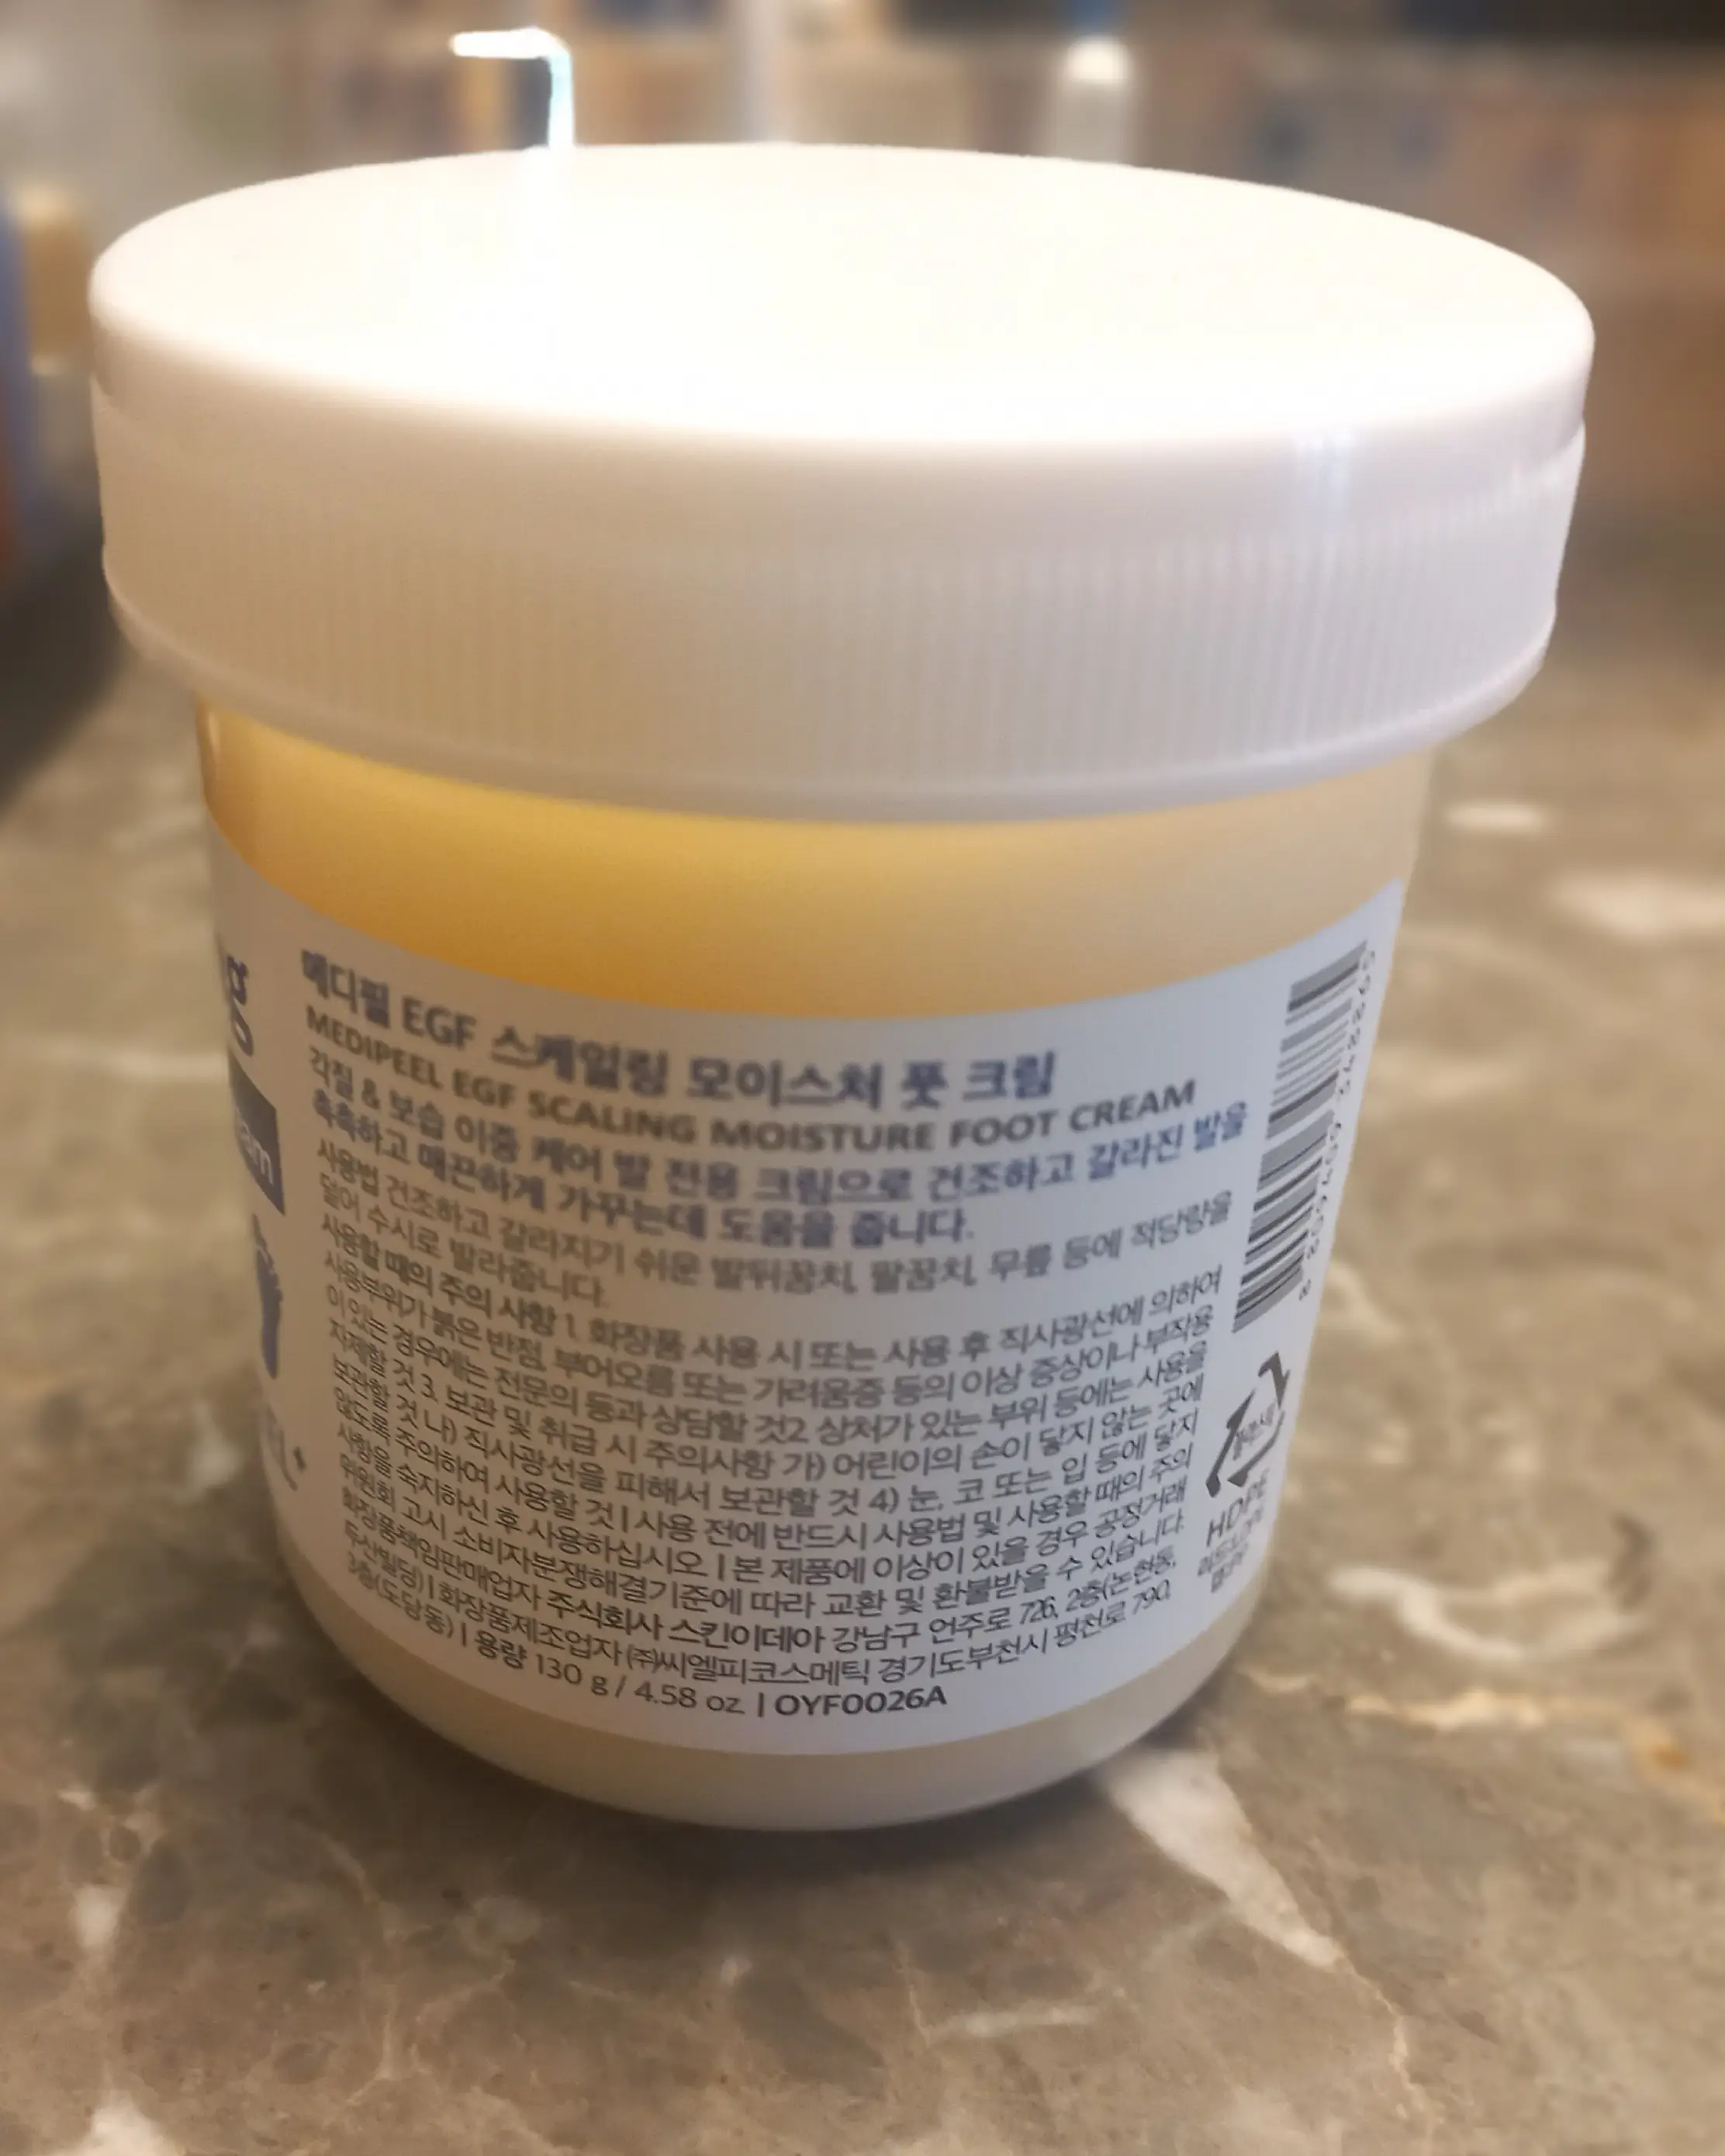 메디필 EGF 스케일링 모이스처 풋 크림
MEDIPEEL EGF SCALING MOISTURE FOOT CREAM
각질 & 보습 이중 케어 발 전용 크림으로 건조하고 갈라진 발을
촉촉하고 매끈하게 가꾸는데 도움을 줍니다.
사용법 건조하고 갈라지기 쉬운 발뒤꿈치, 팔꿈치, 무릎 등에 적당량을
덜어 수시로 발라줍니다.
사용할 때의 주의 사항 1. 화장품 사용 시 또는 사용 후 직사광선에 의하여
사용부위가 붉은 반점, 부어오름 또는 가려움증 등의 이상 증상이나 부작용
이 있는 경우에는 전문의 등과 상담할 것 2. 상처가 있는 부위 등에는 사용을
자제할 것 3. 보관 및 취급 시 주의사항 가) 어린이의 손이 닿지 않는 곳에
보관할 것 나) 직사광선을 피해서 보관할 것 4) 눈, 코 또는 입 등에 닿지
않도록 주의하여 사용할 것 | 사용 전에 반드시 사용법 및 사용할 때의 주의
사항을 숙지하신 후 사용하십시오 | 본 제품에 이상이 있을 경우 공정거래
위원회 고시 소비자분쟁해결기준에 따라 교환 및 환불받을 수 있습니다.
화장품책임판매업자 주식회사 스킨이데아 강남구 언주로 726, 2층(논현동,
두산빌딩) | 화장품제조업자 (주)씨엘피코스메틱 경기도부천시 평천로 790,
3층(도당동) | 용량 130 g / 4.58 oz. | OYF0026A
플라스틱
HDPE